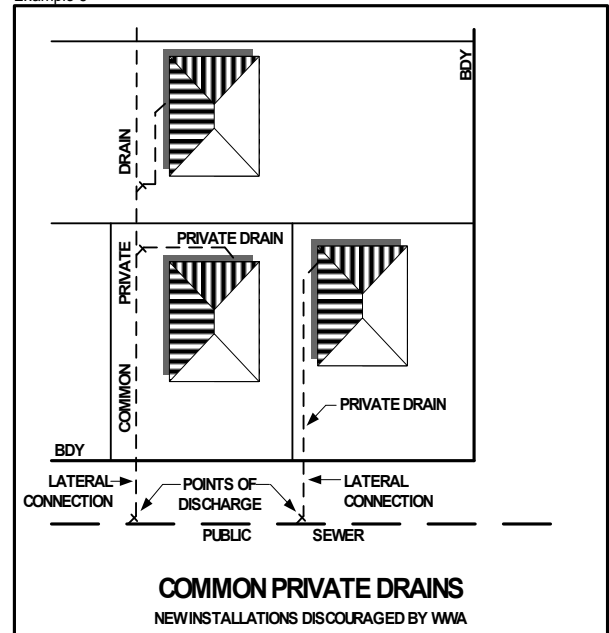 BDY
DRAIN
PRIVATE DRAIN
COMMON PRIVATE
PRIVATE DRAIN
BDY
LATERAL CONNECTION
POINTS OF DISCHARGE
LATERAL CONNECTION
PUBLIC SEWER
COMMON PRIVATE DRAINS
NEW INSTALLATIONS DISCOURAGED BY WWA